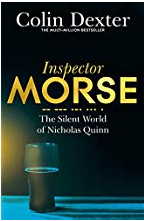 Colin Dexter
THE MULTI-MILLION BESTSELLER
Inspector
MORSE
The Silent World
of Nicholas Quinn